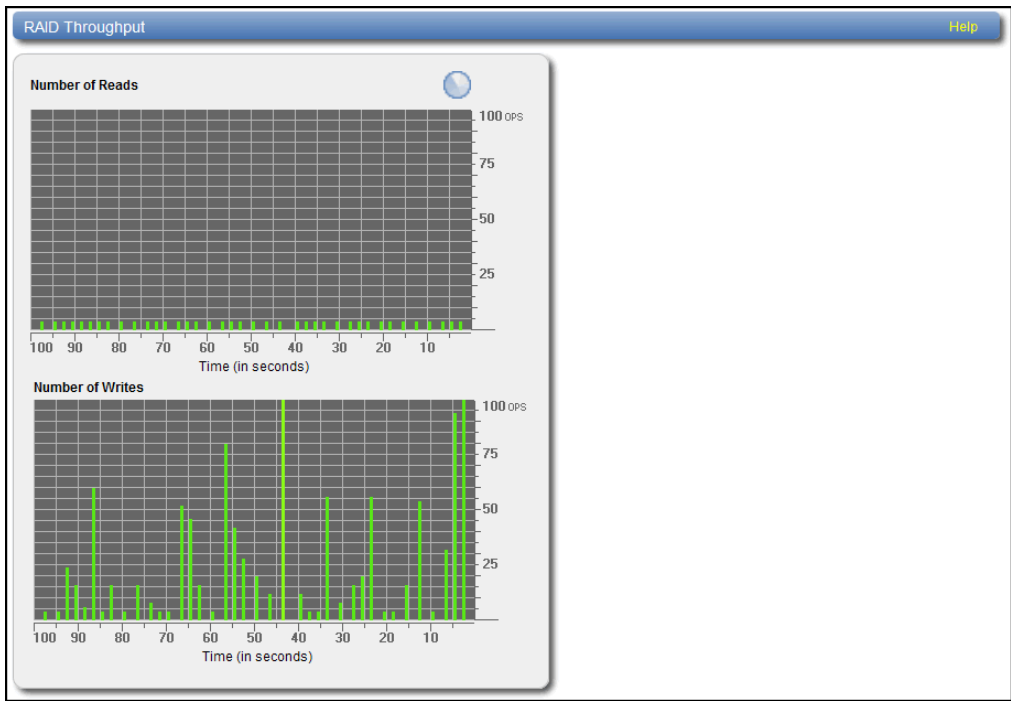 RAID Throughput Help
Number of Reads
100 OPS
75
50
25
100 90 80 70 60 50 40 30 20 10
Time (in seconds)
Number of Writes
100 OPS
75
50
25
100 90 80 70 60 50 40 30 20 10
Time (in seconds)